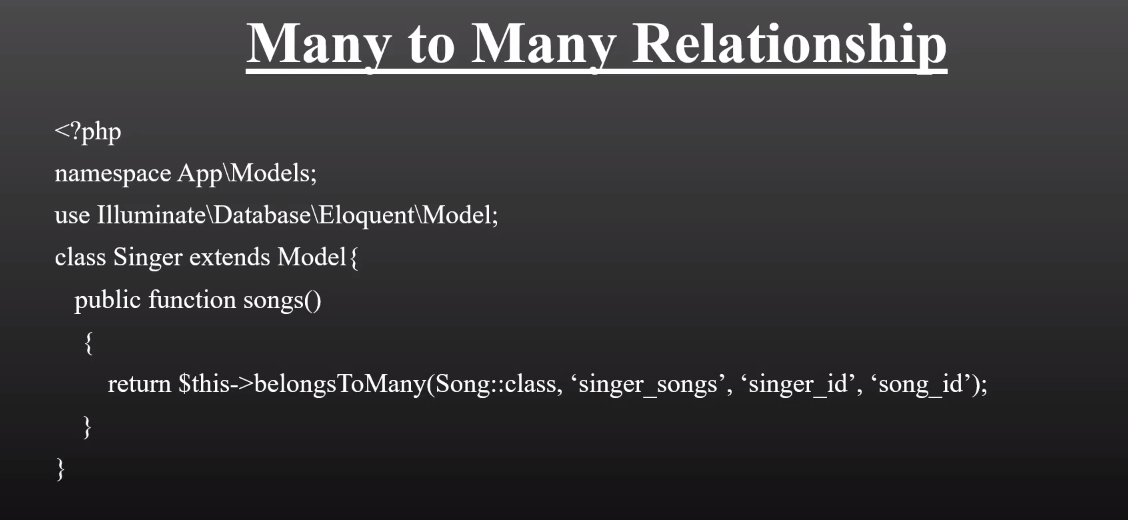 Many to Many Relationship
<?php
namespace App\Models;
use Illuminate\Database\Eloquent\Model;
class Singer extends Model{
public function songs()
{
return $this->belongsToMany(Song::class, ‘singer_songs’, ‘singer_id’, ‘song_id’);
}
}